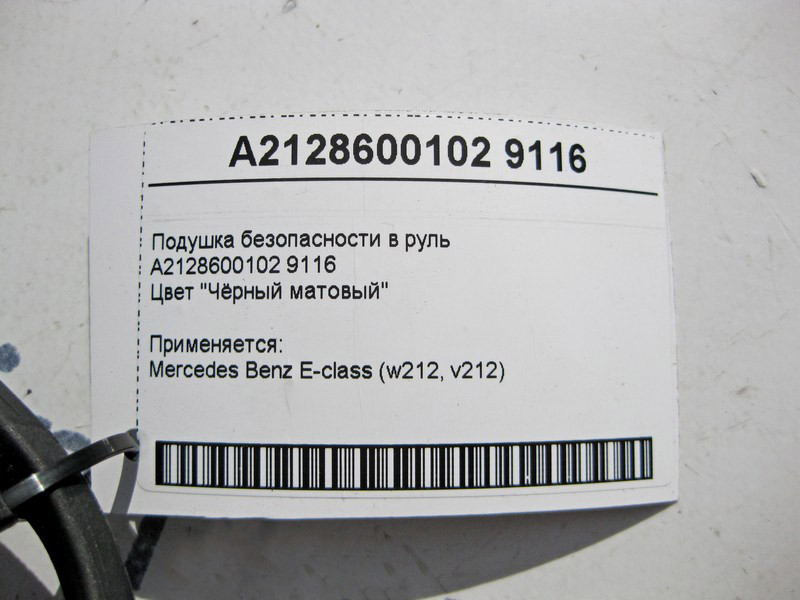 A2128600102 9116
Подушка безопасности в руль
A2128600102 9116
Цвет "Чёрный матовый"
Применяется:
Mercedes Benz E-class (w212, v212)